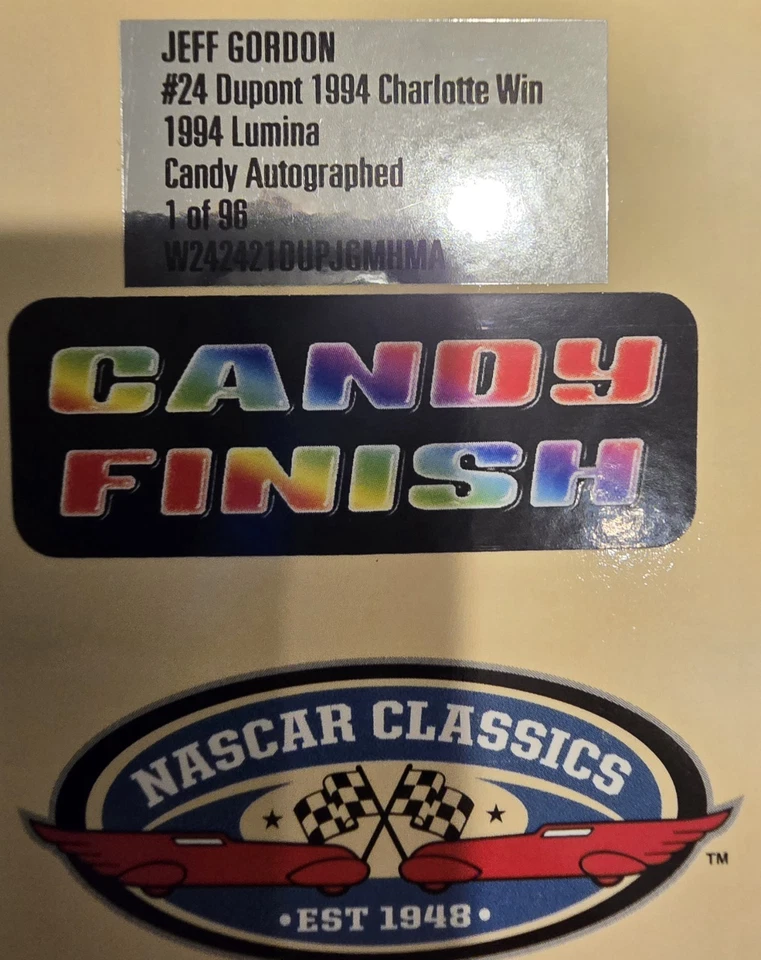 JEFF GORDON
#24 Dupont 1994 Charlotte Win
1994 Lumina
Candy Autographed
1 of 96
W242421DUPJGMHMA
CANDY
FINISH
NASCAR CLASSICS
TM
•EST 1948•